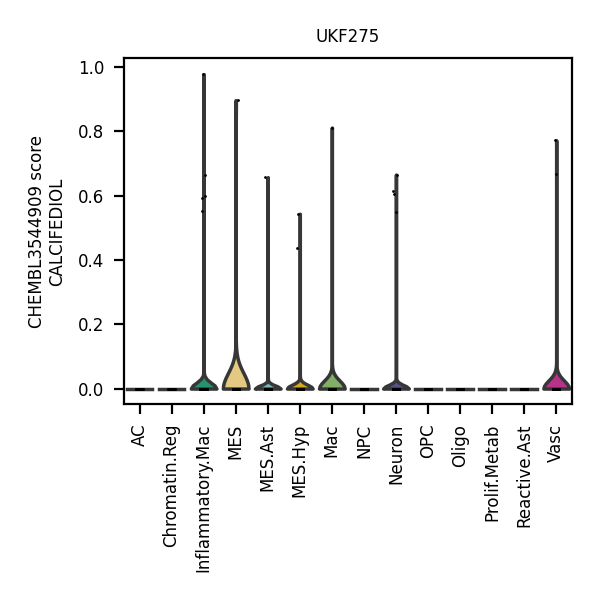 UKF275
CHEMBL3544909 score
CALCIFEDIOL
1.0
0.8
0.6
0.4
0.2
0.0
AC
Chromatin.Reg
Inflammatory.Mac
MES
MES.Ast
MES.Hyp
Mac
NPC
Neuron
OPC
Oligo
Prolif.Metab
Reactive.Ast
Vasc